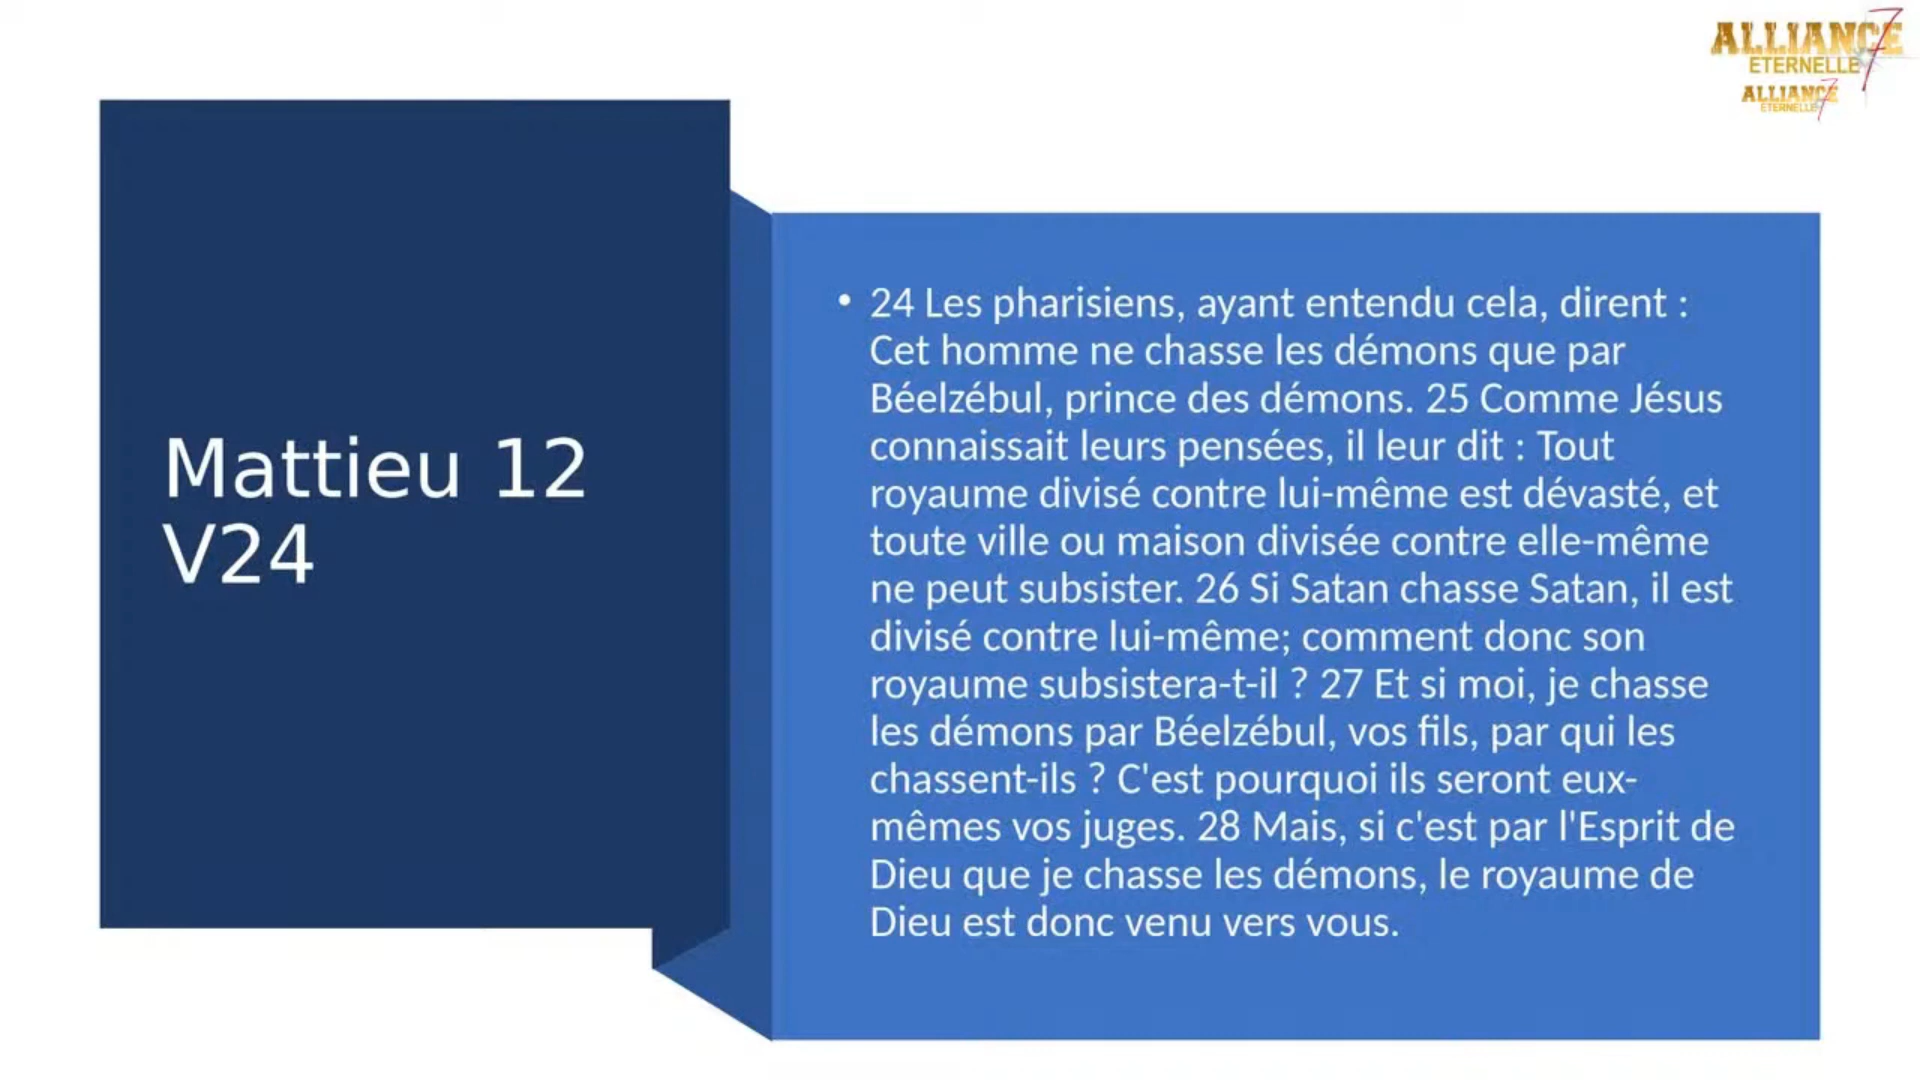 ALLIANCE 7
ETERNELLE
ALLIANCE 7
ETERNELLE
Mattieu 12
V24
• 24 Les pharisiens, ayant entendu cela, dirent :
Cet homme ne chasse les démons que par
Béelzébul, prince des démons. 25 Comme Jésus
connaissait leurs pensées, il leur dit : Tout
royaume divisé contre lui-même est dévasté, et
toute ville ou maison divisée contre elle-même
ne peut subsister. 26 Si Satan chasse Satan, il est
divisé contre lui-même; comment donc son
royaume subsistera-t-il ? 27 Et si moi, je chasse
les démons par Béelzébul, vos fils, par qui les
chassent-ils ? C'est pourquoi ils seront eux-
mêmes vos juges. 28 Mais, si c'est par l'Esprit de
Dieu que je chasse les démons, le royaume de
Dieu est donc venu vers vous.